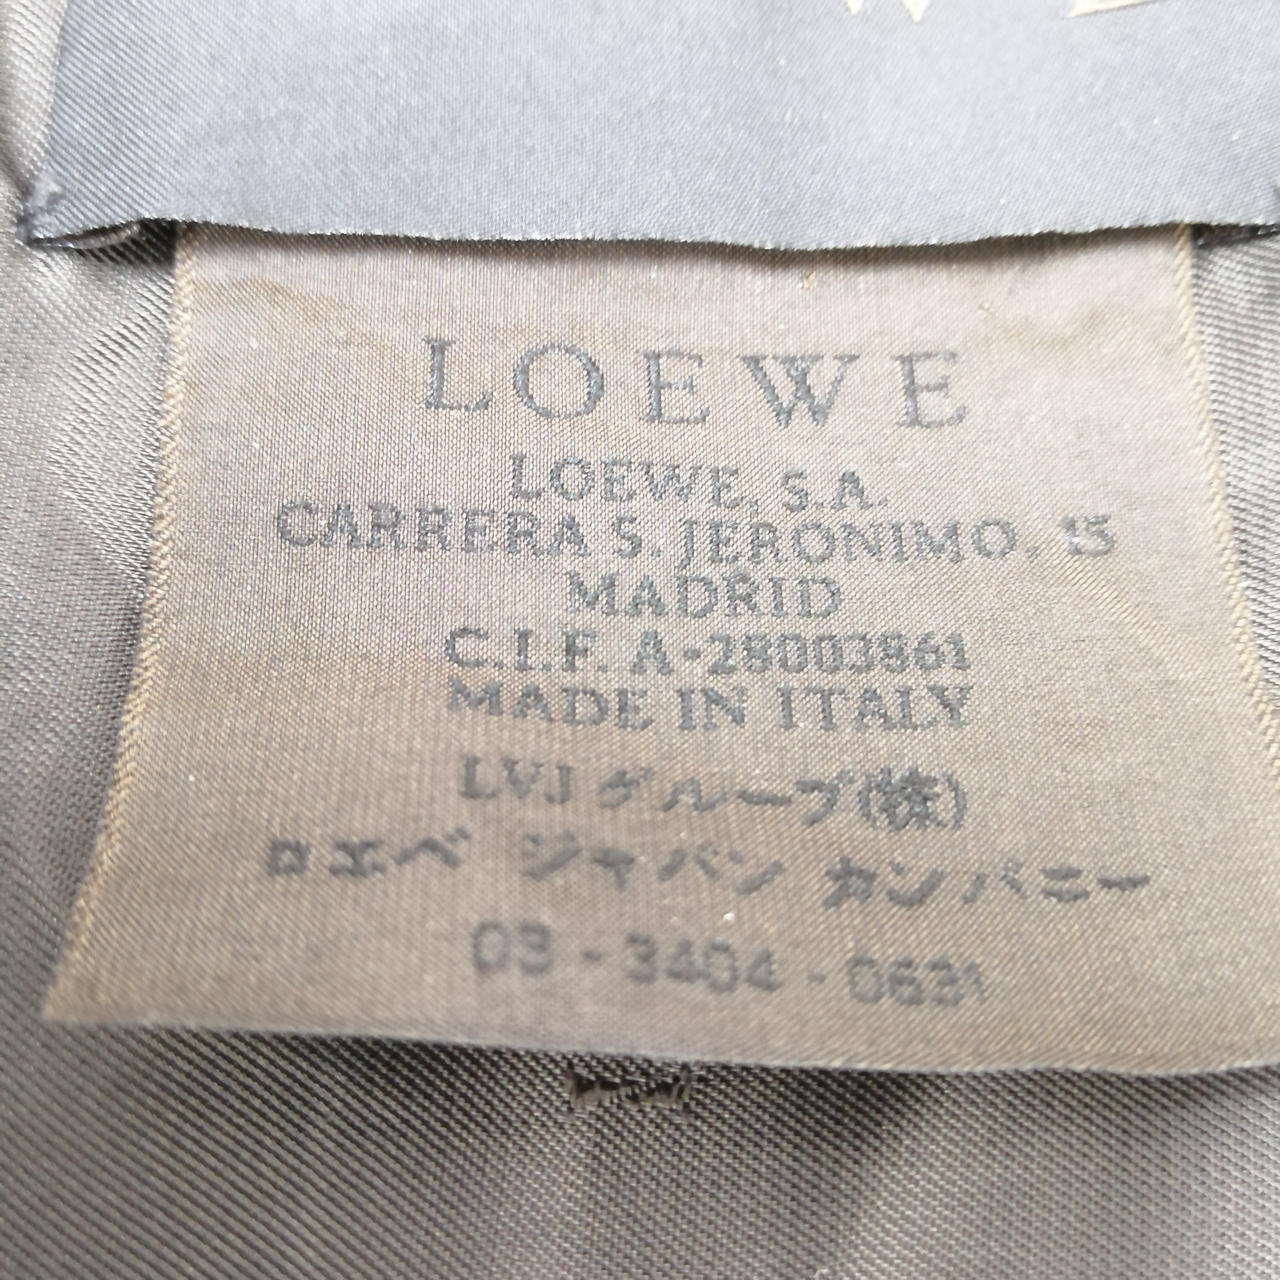 LOEWE
LOEWE, S.A.
CARRERA S. JERONIMO, 15
MADRID
C.I.F. A-28003861
MADE IN ITALY
LVJ グループ(株)
ロエベ ジャパン カンパニー
03-3404-0631